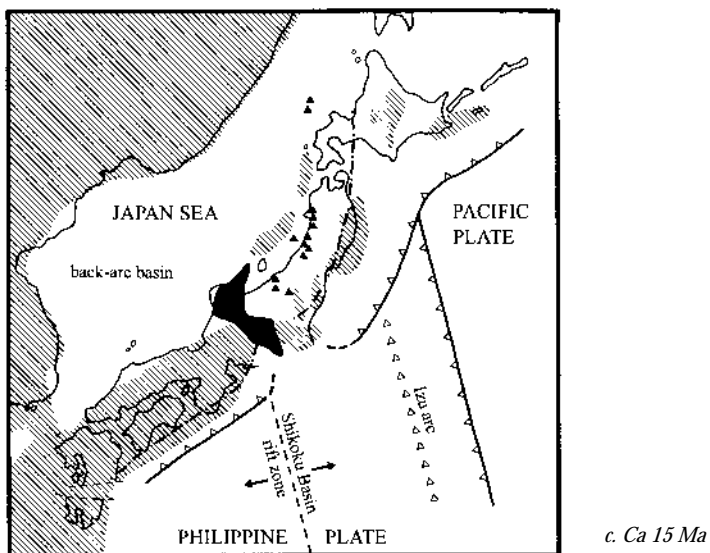 JAPAN SEA
PACIFIC
PLATE
back-arc basin
Izu arc
Shikoku Basin
rift zone
PHILIPPINE PLATE
c. Ca 15 Ma